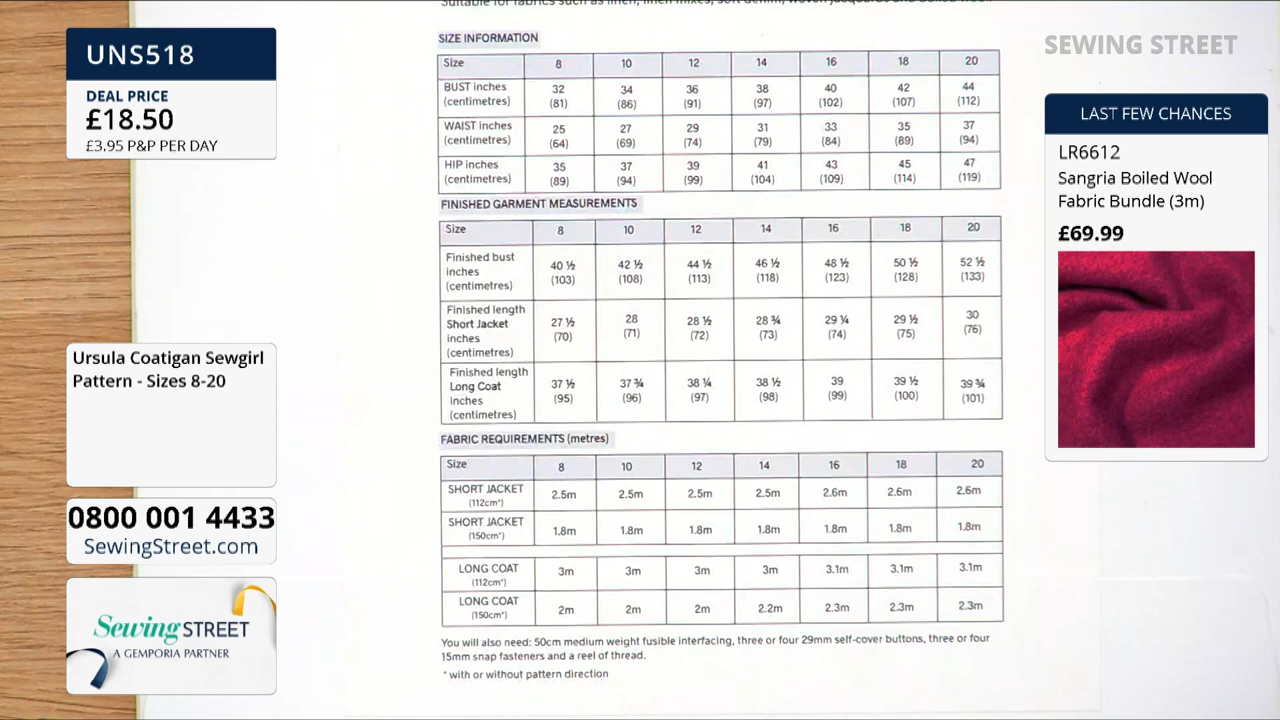 Suitable for fabrics such as linen, linen mixes, soft denim, woven jacquards and boiled wool.
UNS518
DEAL PRICE
£18.50
£3.95 P&P PER DAY
Ursula Coatigan Sewgirl
Pattern - Sizes 8-20
0800 001 4433
SewingStreet.com
Sewing STREET
A GEMPORIA PARTNER
SIZE INFORMATION
Size 8 10 12 14 16 18 20
BUST inches 32 34 36 38 40 42 44
(centimetres) (81) (86) (91) (97) (102) (107) (112)
WAIST inches 25 27 29 31 33 35 37
(centimetres) (64) (69) (74) (79) (84) (89) (94)
HIP inches 35 37 39 41 43 45 47
(centimetres) (89) (94) (99) (104) (109) (114) (119)
FINISHED GARMENT MEASUREMENTS
Size 8 10 12 14 16 18 20
Finished bust
inches 40 ½ 42 ½ 44 ½ 46 ½ 48 ½ 50 ½ 52 ½
(centimetres) (103) (108) (113) (118) (123) (128) (133)
Finished length
Short Jacket
inches 27 ½ 28 28 ½ 28 ¾ 29 ¼ 29 ½ 30
(centimetres) (70) (71) (72) (73) (74) (75) (76)
Finished length
Long Coat
inches 37 ½ 37 ¾ 38 ¼ 38 ½ 39 39 ½ 39 ¾
(centimetres) (95) (96) (97) (98) (99) (100) (101)
FABRIC REQUIREMENTS (metres)
Size 8 10 12 14 16 18 20
SHORT JACKET 2.5m 2.5m 2.5m 2.5m 2.6m 2.6m 2.6m
(112cm*)
SHORT JACKET 1.8m 1.8m 1.8m 1.8m 1.8m 1.8m 1.8m
(150cm*)
LONG COAT 3m 3m 3m 3m 3.1m 3.1m 3.1m
(112cm*)
LONG COAT 2m 2m 2m 2.2m 2.3m 2.3m 2.3m
(150cm*)
You will also need: 50cm medium weight fusible interfacing, three or four 29mm self-cover buttons, three or four
15mm snap fasteners and a reel of thread.
* with or without pattern direction
SEWING STREET
LAST FEW CHANCES
LR6612
Sangria Boiled Wool
Fabric Bundle (3m)
£69.99